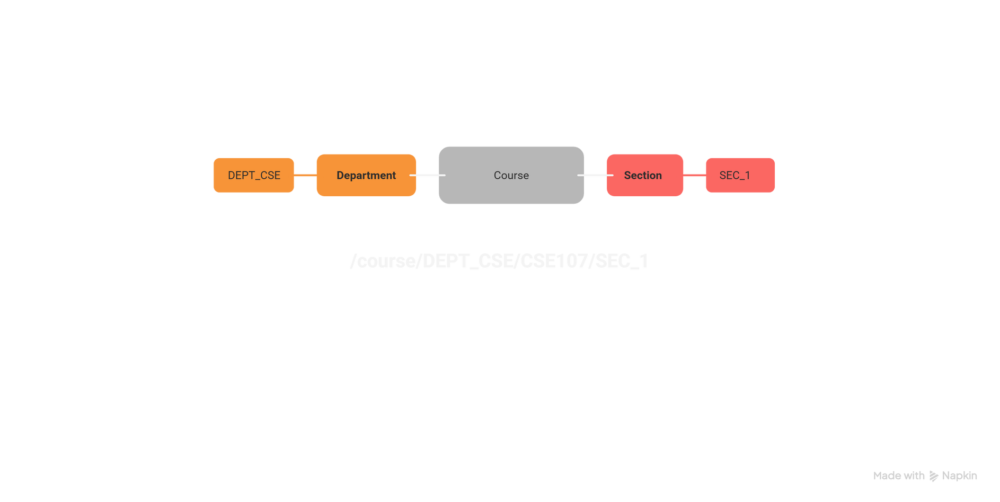 DEPT_CSE
Department
Course
Section
SEC_1
/course/DEPT_CSE/CSE107/SEC_1
Made with Napkin